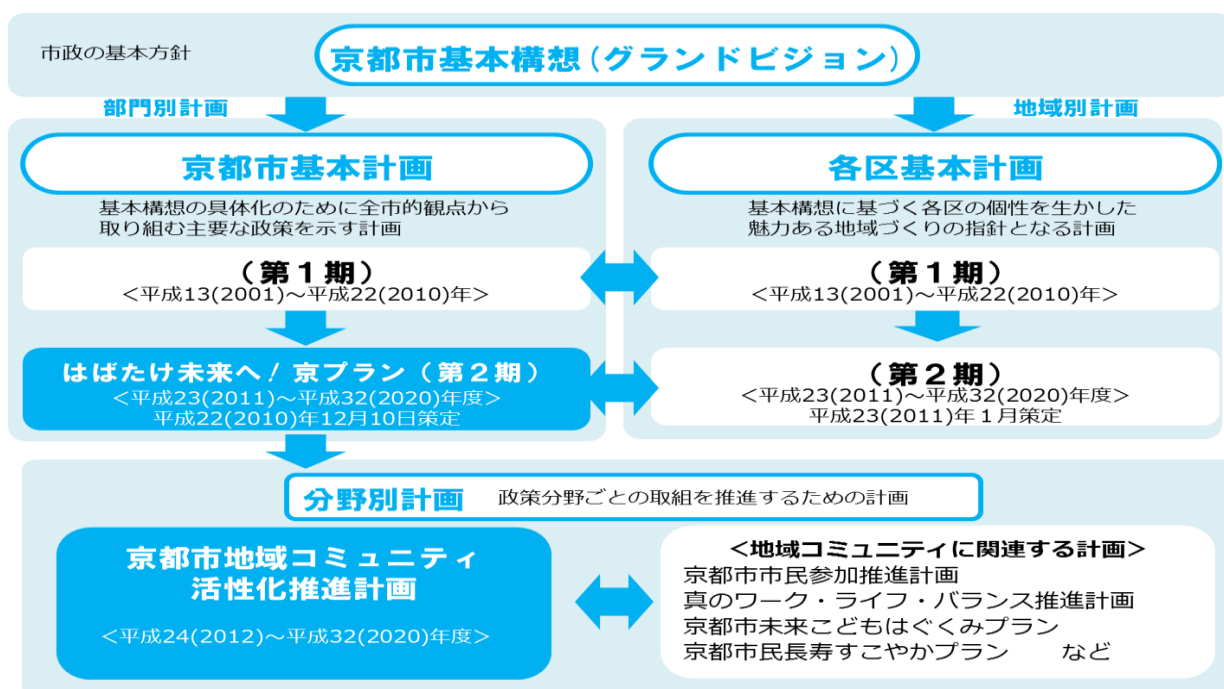 市政の基本方針
京都市基本構想(グランドビジョン)
部門別計画
地域別計画
京都市基本計画
基本構想の具体化のために全市的観点から
取り組む主要な政策を示す計画
(第1期)
<平成13(2001)～平成22(2010)年>
はばたけ未来へ! 京プラン(第2期)
<平成23(2011)～平成32(2020)年度>
平成22(2010)年12月10日策定
各区基本計画
基本構想に基づく各区の個性を生かした
魅力ある地域づくりの指針となる計画
(第1期)
<平成13(2001)～平成22(2010)年>
(第2期)
<平成23(2011)～平成32(2020)年度>
平成23(2011)年1月策定
分野別計画 政策分野ごとの取組を推進するための計画
京都市地域コミュニティ
活性化推進計画
<平成24(2012)～平成32(2020)年度>
<地域コミュニティに関連する計画>
京都市市民参加推進計画
真のワーク・ライフ・バランス推進計画
京都市未来こどもはぐくみプラン
京都市民長寿すこやかプラン など